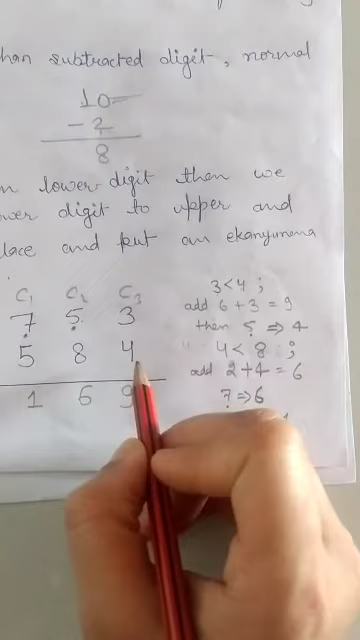 han subtracted digit, normal
10
- 2
8
n lower digit then we
wer digit to upper and
lace and put an ekanyunena
C1 C2 C3
7 5 3
5 8 4
1 6 9
3 < 4 ;
add 6 + 3 = 9
then 5 ⇒ 4
4 < 8 ;
add 2 + 4 = 6
7 ⇒ 6